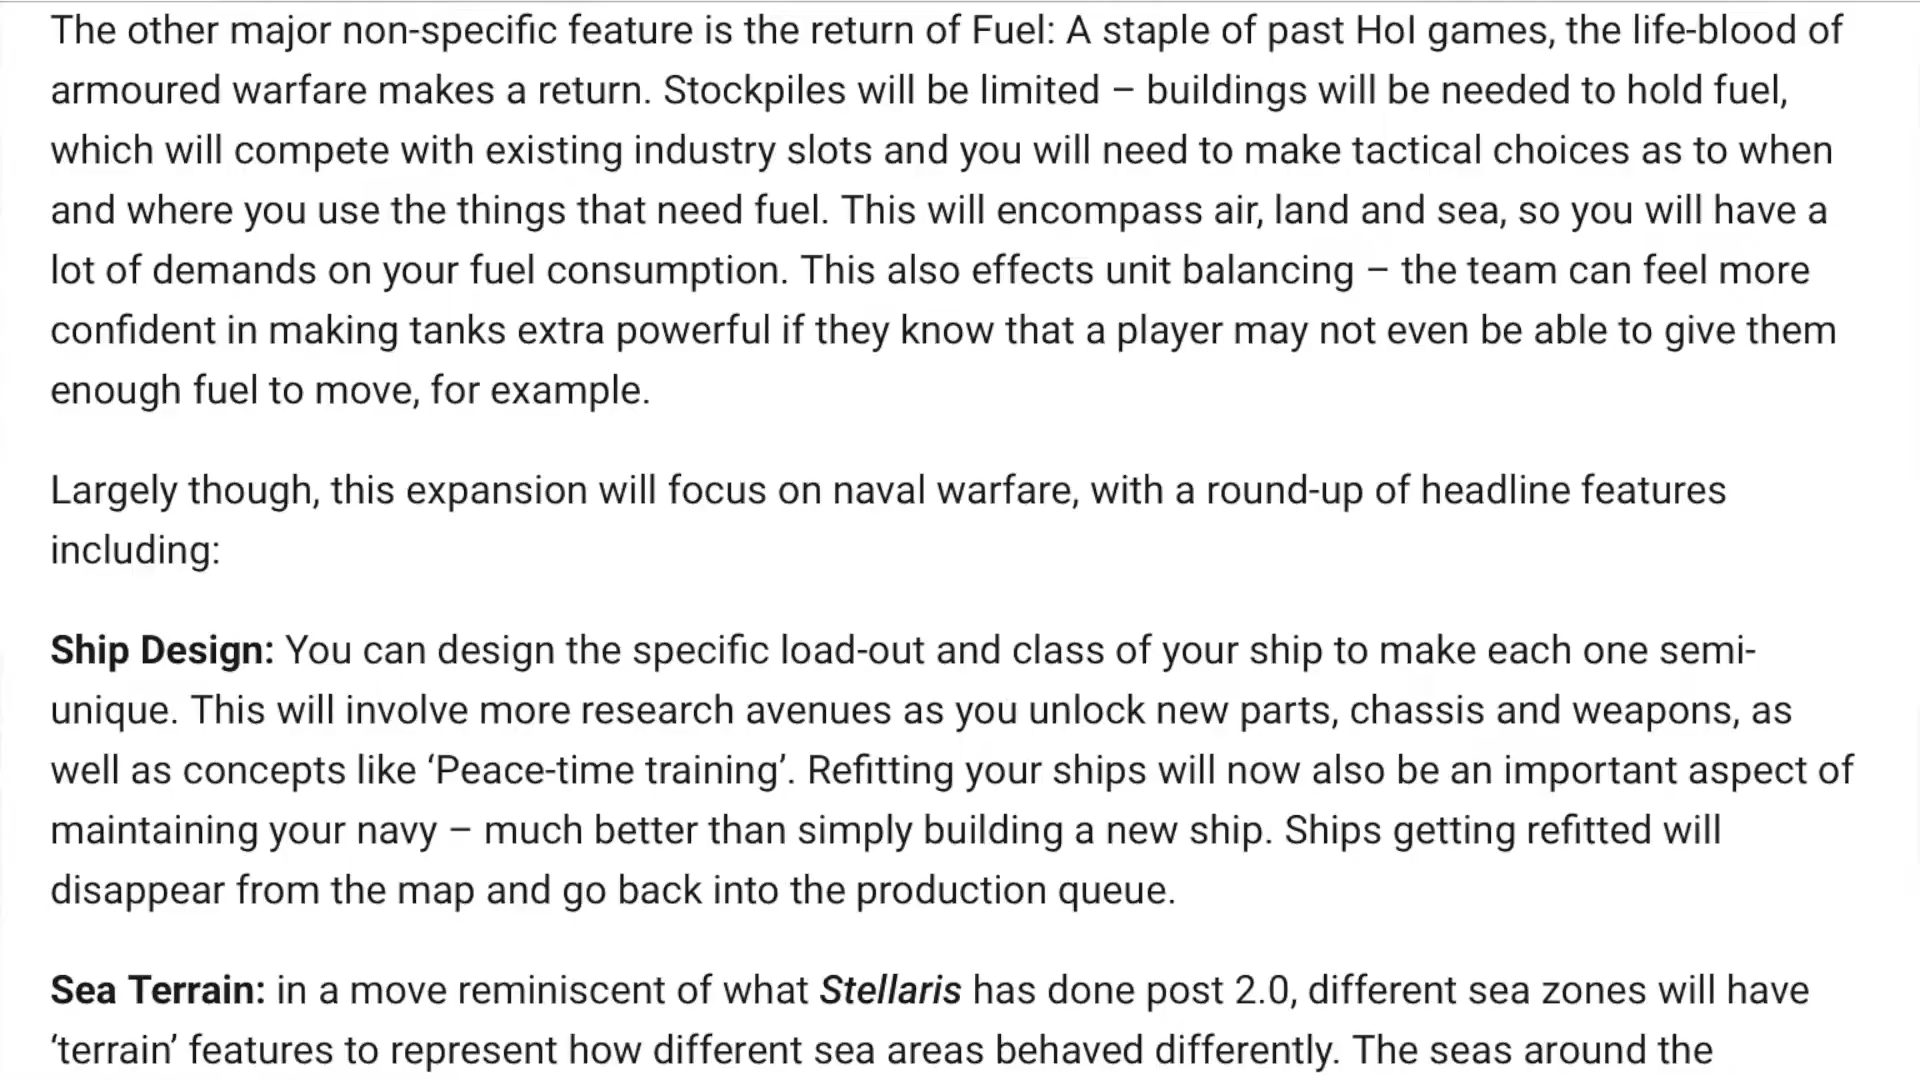 The other major non-specific feature is the return of Fuel: A staple of past HoI games, the life-blood of
armoured warfare makes a return. Stockpiles will be limited – buildings will be needed to hold fuel,
which will compete with existing industry slots and you will need to make tactical choices as to when
and where you use the things that need fuel. This will encompass air, land and sea, so you will have a
lot of demands on your fuel consumption. This also effects unit balancing – the team can feel more
confident in making tanks extra powerful if they know that a player may not even be able to give them
enough fuel to move, for example.
Largely though, this expansion will focus on naval warfare, with a round-up of headline features
including:
Ship Design: You can design the specific load-out and class of your ship to make each one semi-
unique. This will involve more research avenues as you unlock new parts, chassis and weapons, as
well as concepts like ‘Peace-time training’. Refitting your ships will now also be an important aspect of
maintaining your navy – much better than simply building a new ship. Ships getting refitted will
disappear from the map and go back into the production queue.
Sea Terrain: in a move reminiscent of what Stellaris has done post 2.0, different sea zones will have
‘terrain’ features to represent how different sea areas behaved differently. The seas around the